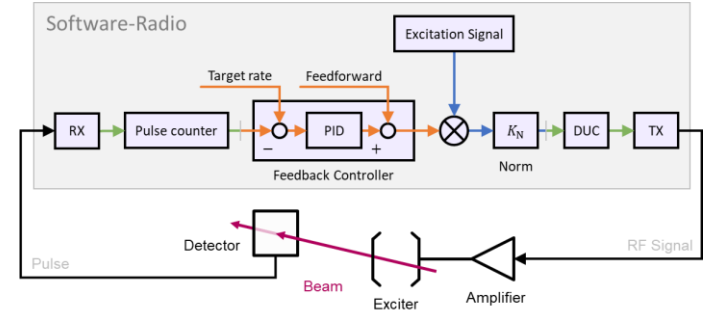 Software-Radio
Excitation Signal
Target rate
Feedforward
RX
Pulse counter
PID
K_N
DUC
TX
−
+
Feedback Controller
Norm
Detector
RF Signal
Pulse
Beam
Exciter
Amplifier